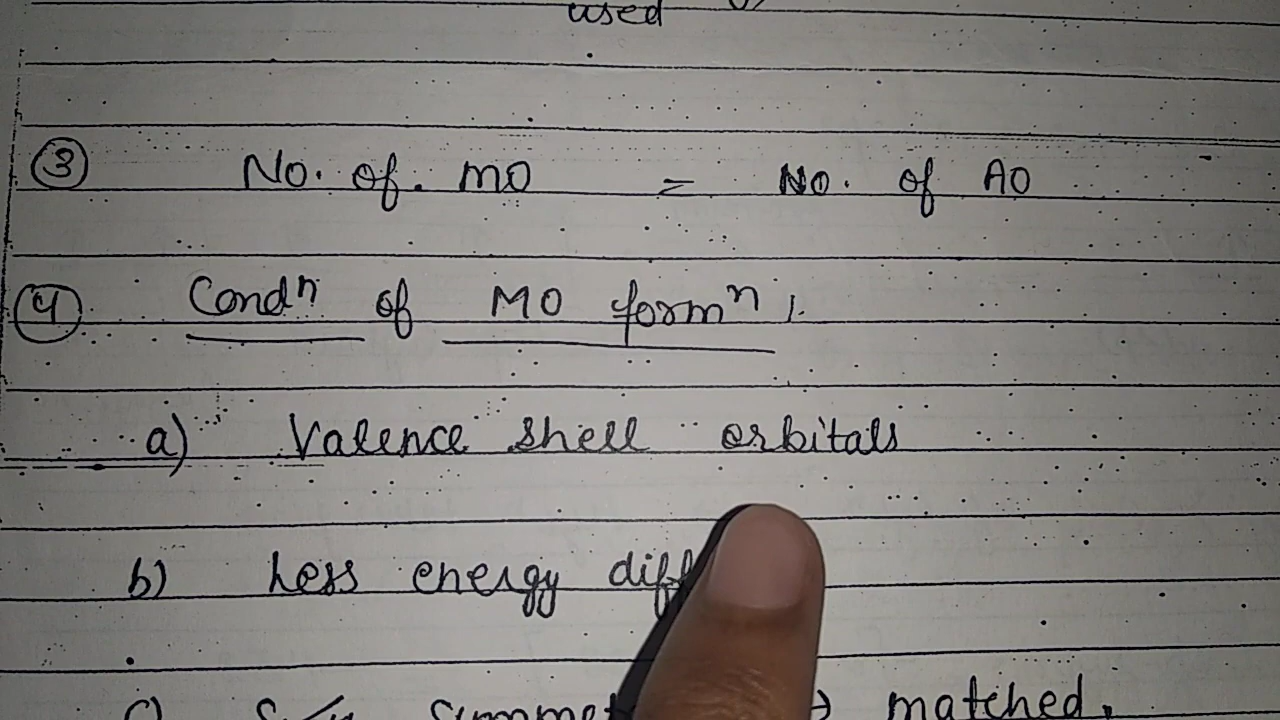 used
③ No. of. MO = No. of AO
④ Condⁿ of MO formⁿ ;
a) Valence shell orbitals
b) Less energy
c) matched.